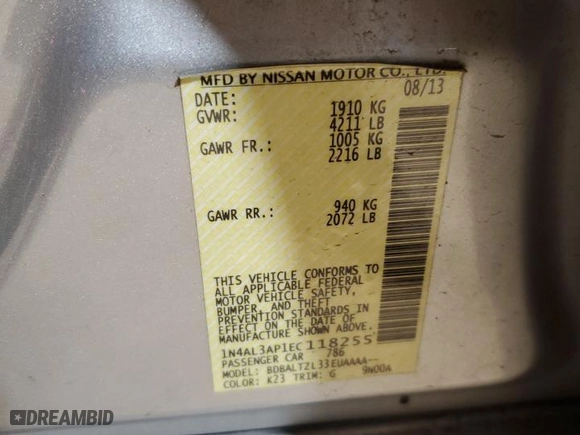 MFD BY NISSAN MOTOR CO., LTD.
DATE: 08/13
GVWR: 1910 KG
4211 LB
GAWR FR.: 1005 KG
2216 LB
GAWR RR.: 940 KG
2072 LB
THIS VEHICLE CONFORMS TO
ALL APPLICABLE FEDERAL
MOTOR VEHICLE SAFETY,
BUMPER, AND THEFT
PREVENTION STANDARDS IN
EFFECT ON THE DATE OF
MANUFACTURE SHOWN ABOVE.
1N4AL3AP1EC118255
PASSENGER CAR 786
MODEL: BDBALTZL33EUAAAA--
COLOR: K23 TRIM: G 9N00A
DREAMBID